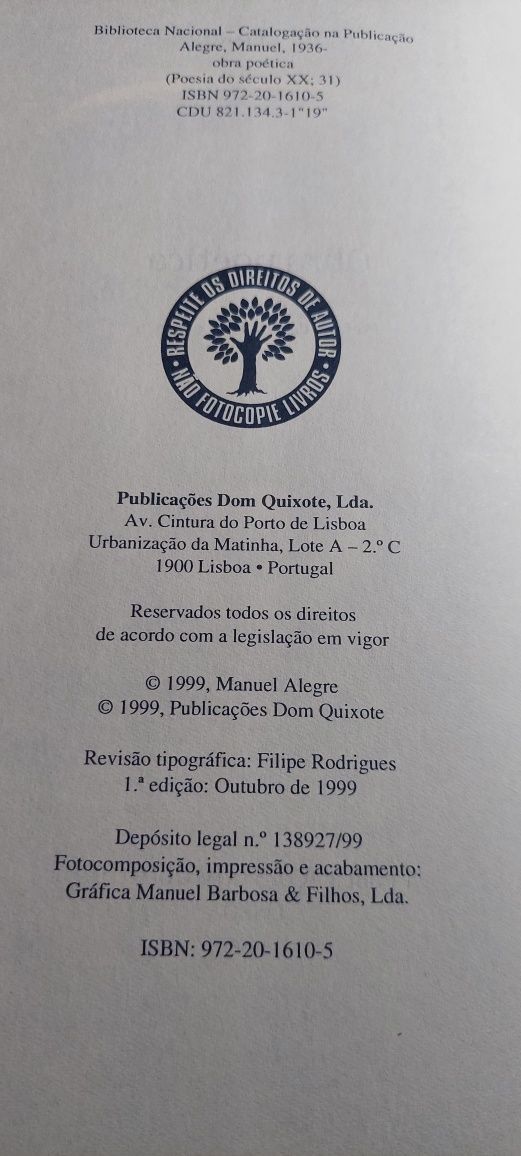 Biblioteca Nacional – Catalogação na Publicação
Alegre, Manuel, 1936-
obra poética
(Poesia do século XX; 31)
ISBN 972-20-1610-5
CDU 821.134.3-1"19"
RESPEITE OS DIREITOS DE AUTOR
• NÃO FOTOCOPIE LIVROS •
Publicações Dom Quixote, Lda.
Av. Cintura do Porto de Lisboa
Urbanização da Matinha, Lote A – 2.º C
1900 Lisboa • Portugal
Reservados todos os direitos
de acordo com a legislação em vigor
© 1999, Manuel Alegre
© 1999, Publicações Dom Quixote
Revisão tipográfica: Filipe Rodrigues
1.ª edição: Outubro de 1999
Depósito legal n.º 138927/99
Fotocomposição, impressão e acabamento:
Gráfica Manuel Barbosa & Filhos, Lda.
ISBN: 972-20-1610-5